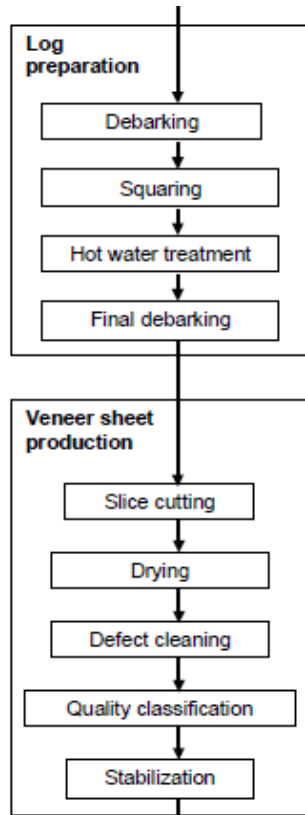 Log
preparation
Debarking
Squaring
Hot water treatment
Final debarking
Veneer sheet
production
Slice cutting
Drying
Defect cleaning
Quality classification
Stabilization